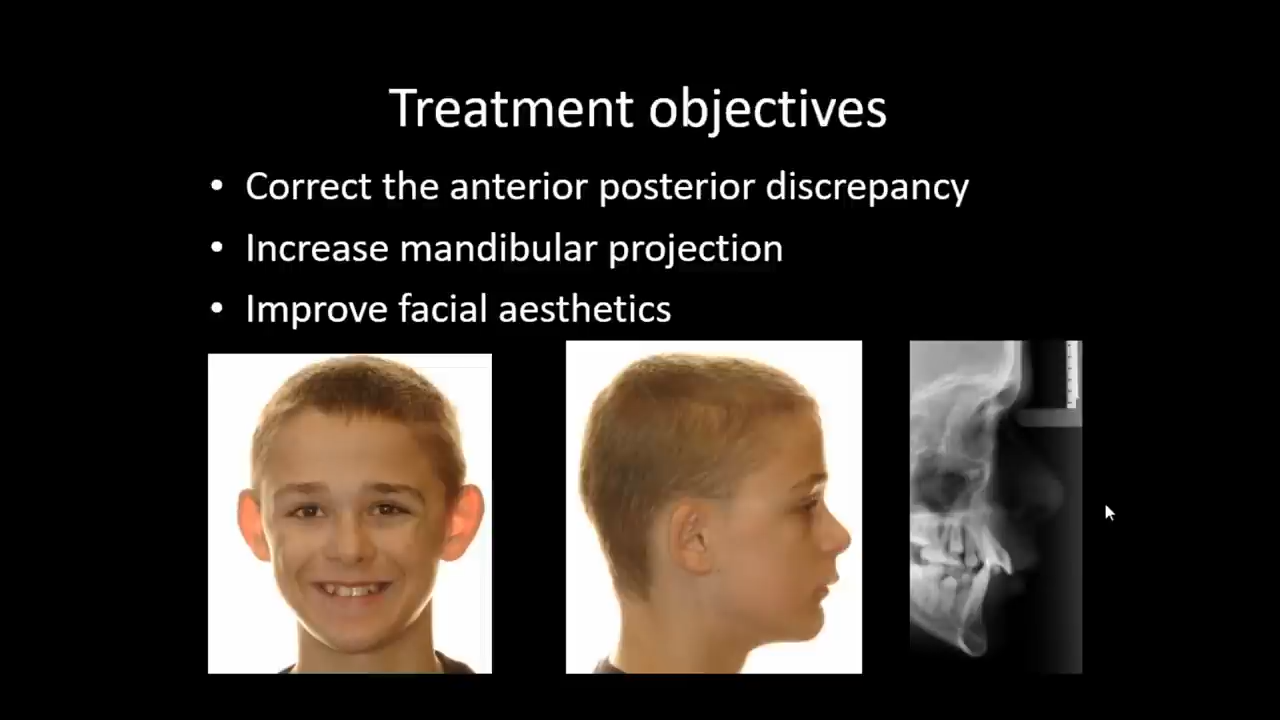 Treatment objectives
• Correct the anterior posterior discrepancy
• Increase mandibular projection
• Improve facial aesthetics